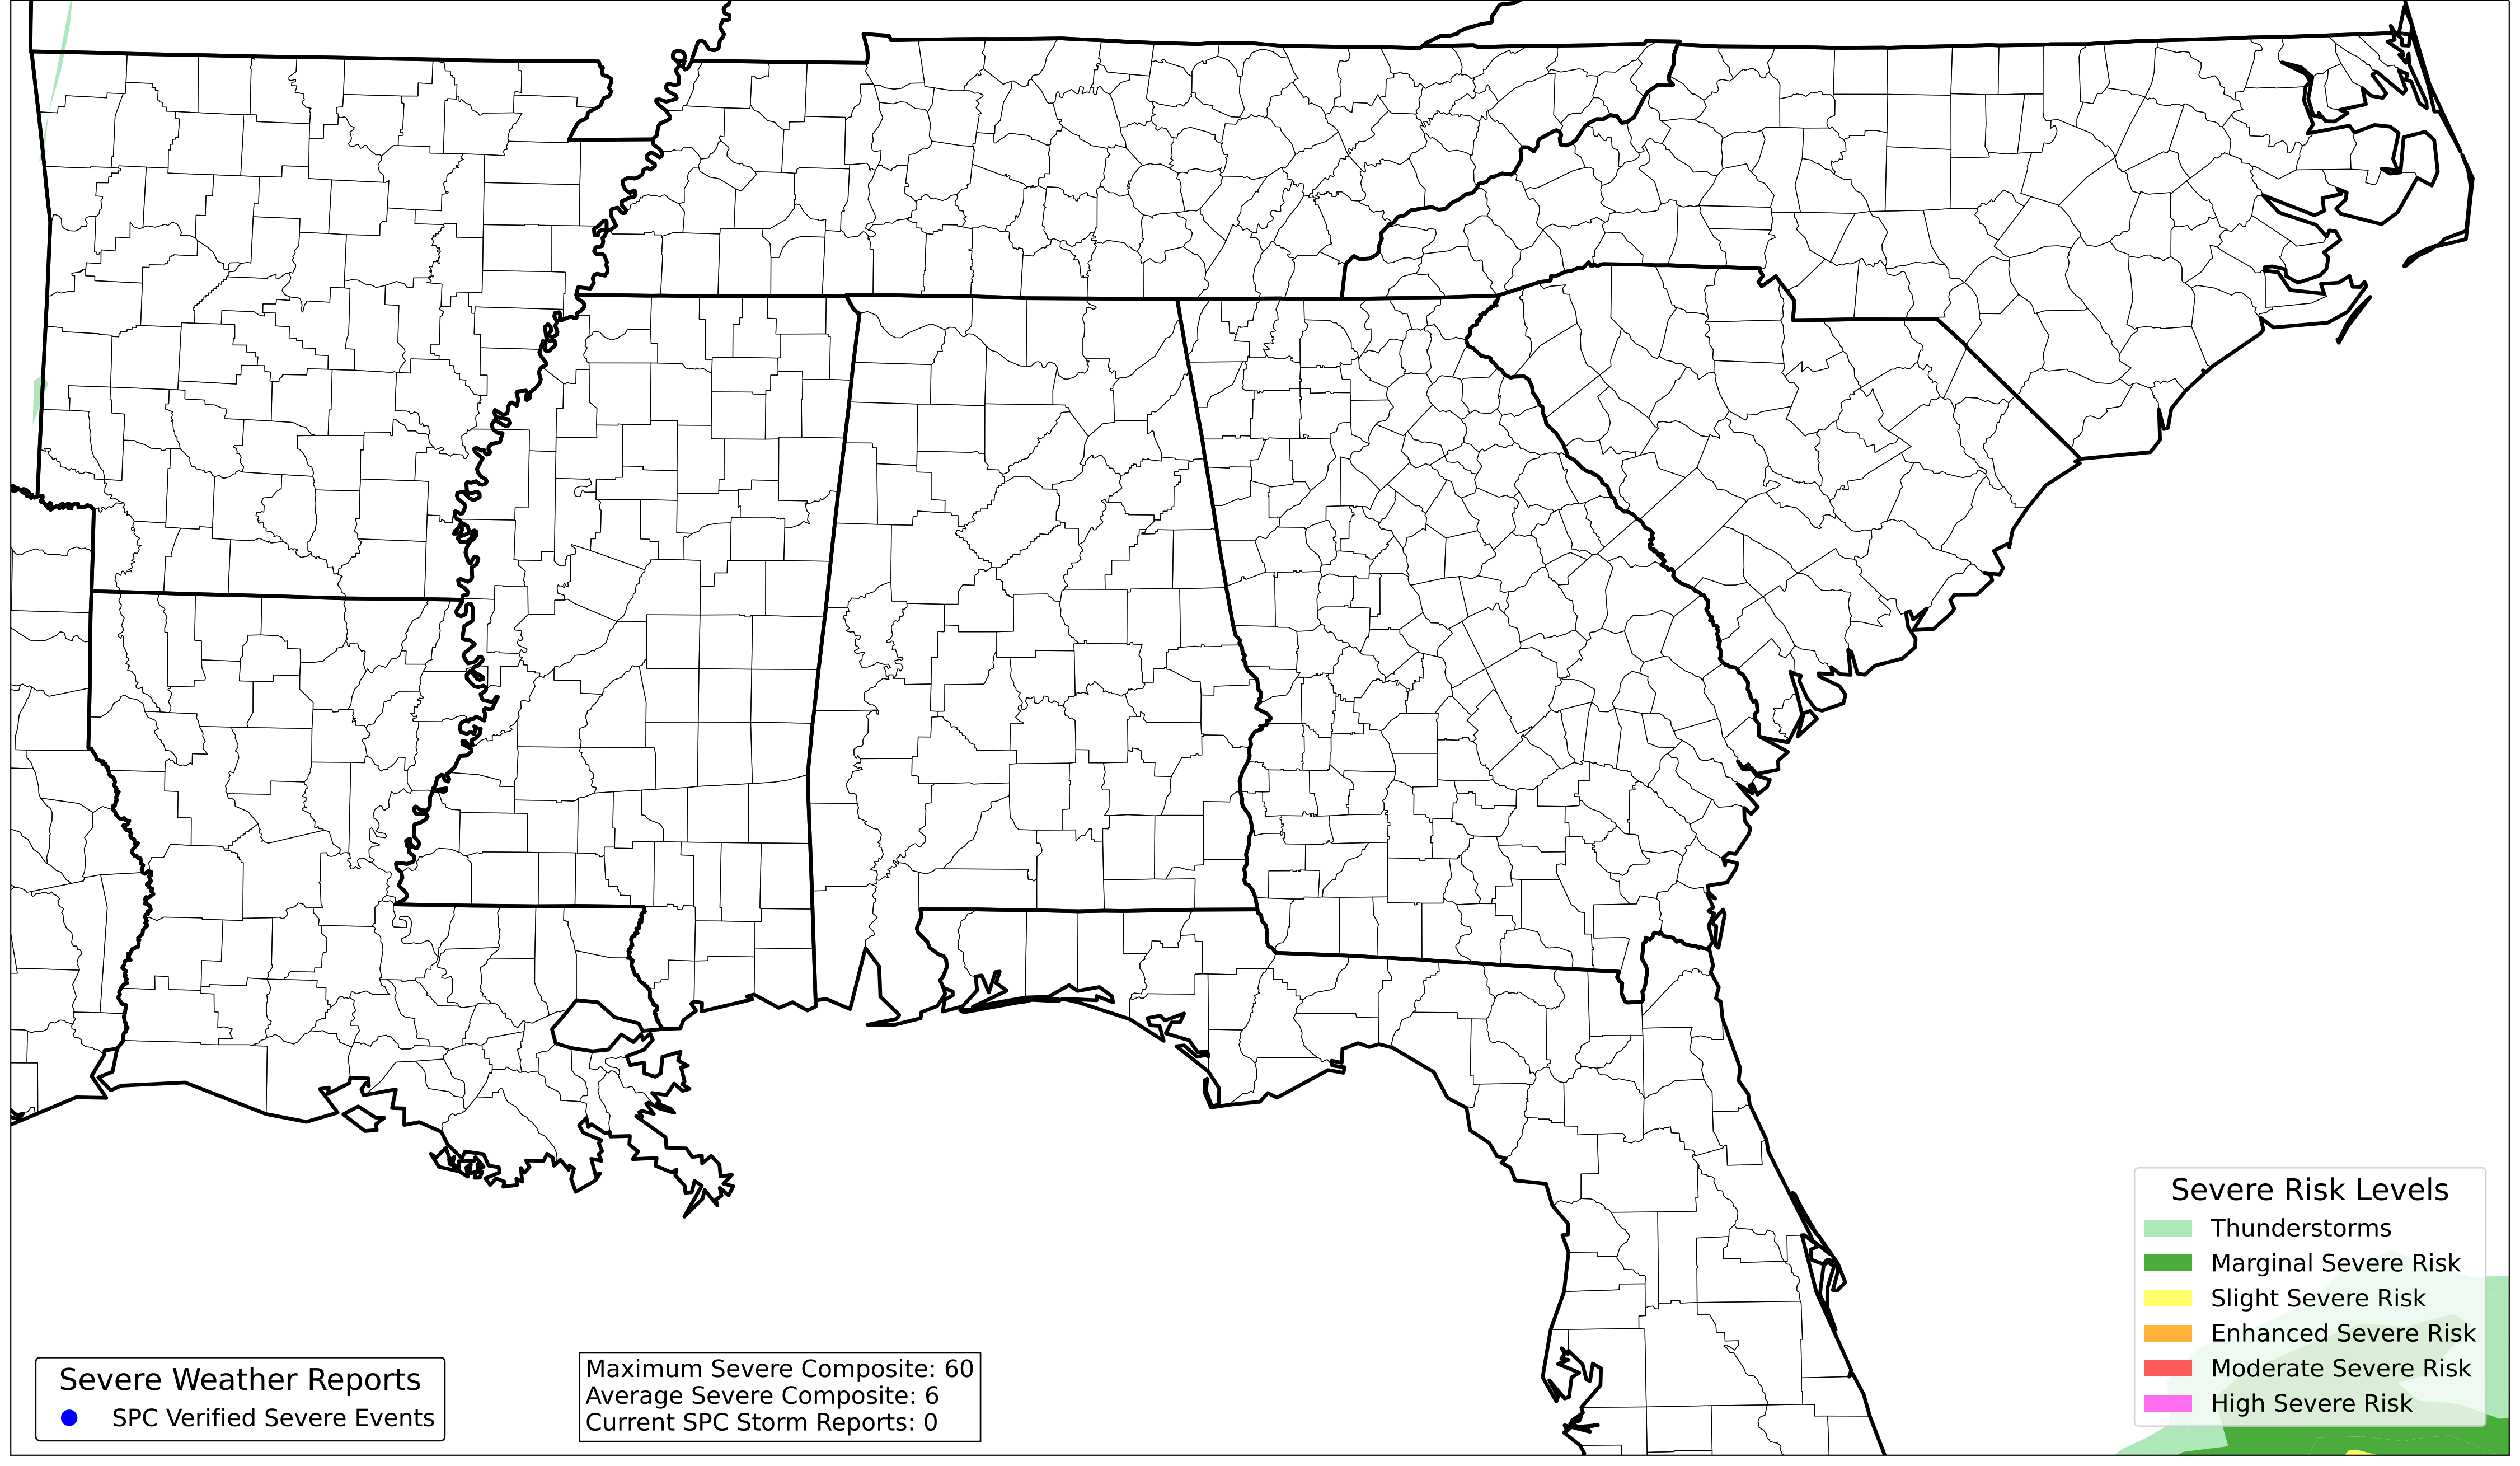 Severe Risk Levels
Thunderstorms
Marginal Severe Risk
Slight Severe Risk
Enhanced Severe Risk
Moderate Severe Risk
High Severe Risk
Severe Weather Reports
SPC Verified Severe Events
Maximum Severe Composite: 60
Average Severe Composite: 6
Current SPC Storm Reports: 0